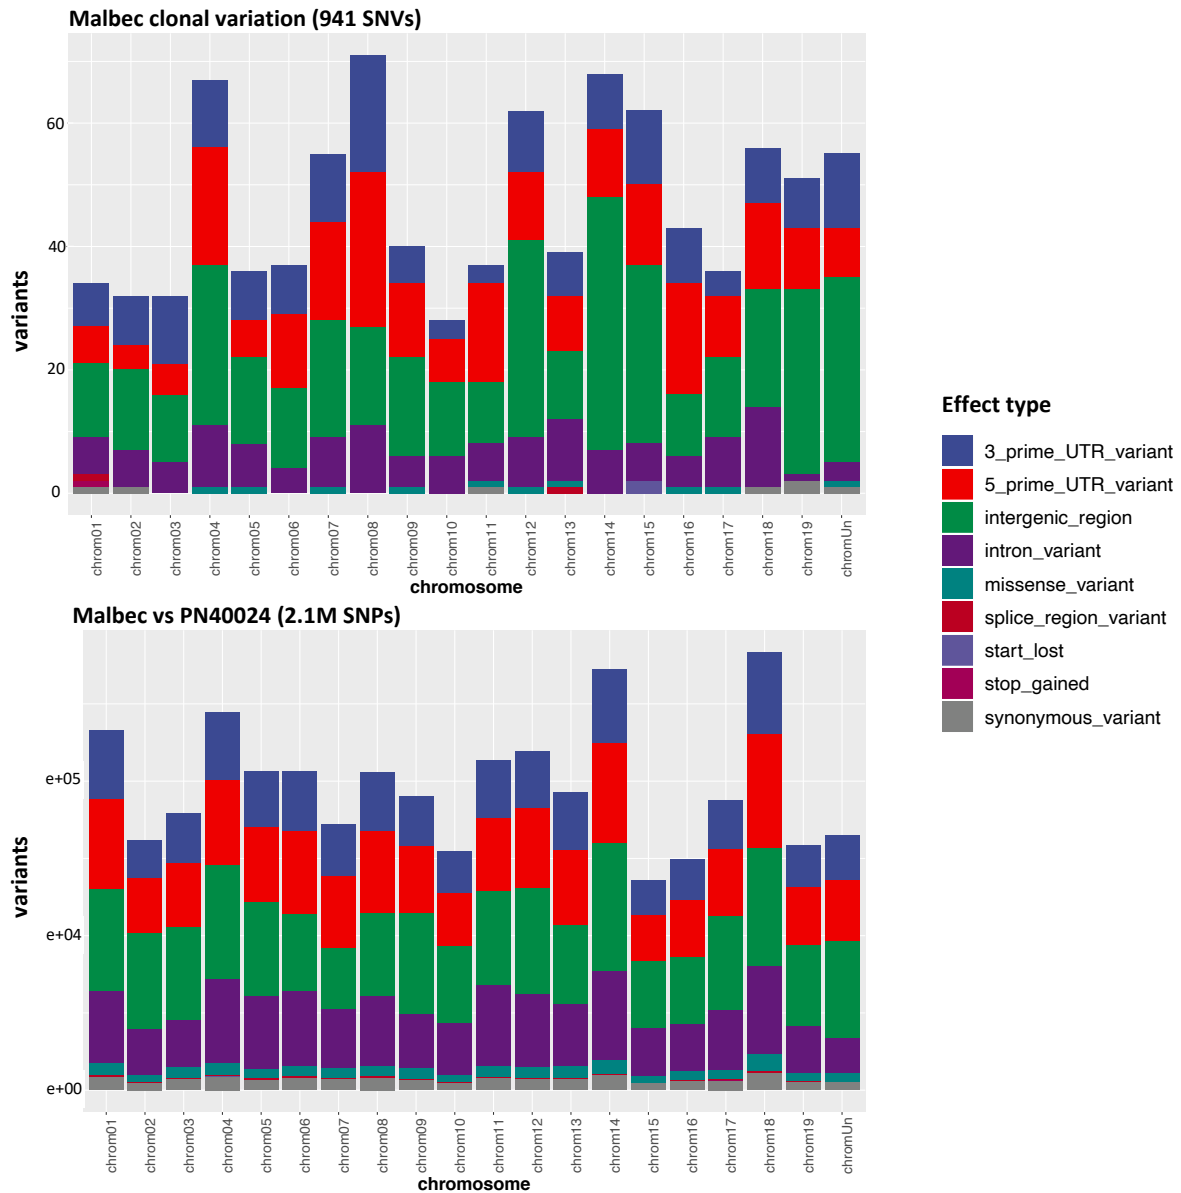 Malbec clonal variation (941 SNVs)
60
40
20
0
variants
chrom01 chrom02 chrom03 chrom04 chrom05 chrom06 chrom07 chrom08 chrom09 chrom10 chrom11 chrom12 chrom13 chrom14 chrom15 chrom16 chrom17 chrom18 chrom19 chromUn
chromosome
Malbec vs PN40024 (2.1M SNPs)
e+05
e+04
e+00
variants
chrom01 chrom02 chrom03 chrom04 chrom05 chrom06 chrom07 chrom08 chrom09 chrom10 chrom11 chrom12 chrom13 chrom14 chrom15 chrom16 chrom17 chrom18 chrom19 chromUn
chromosome
Effect type
3_prime_UTR_variant
5_prime_UTR_variant
intergenic_region
intron_variant
missense_variant
splice_region_variant
start_lost
stop_gained
synonymous_variant